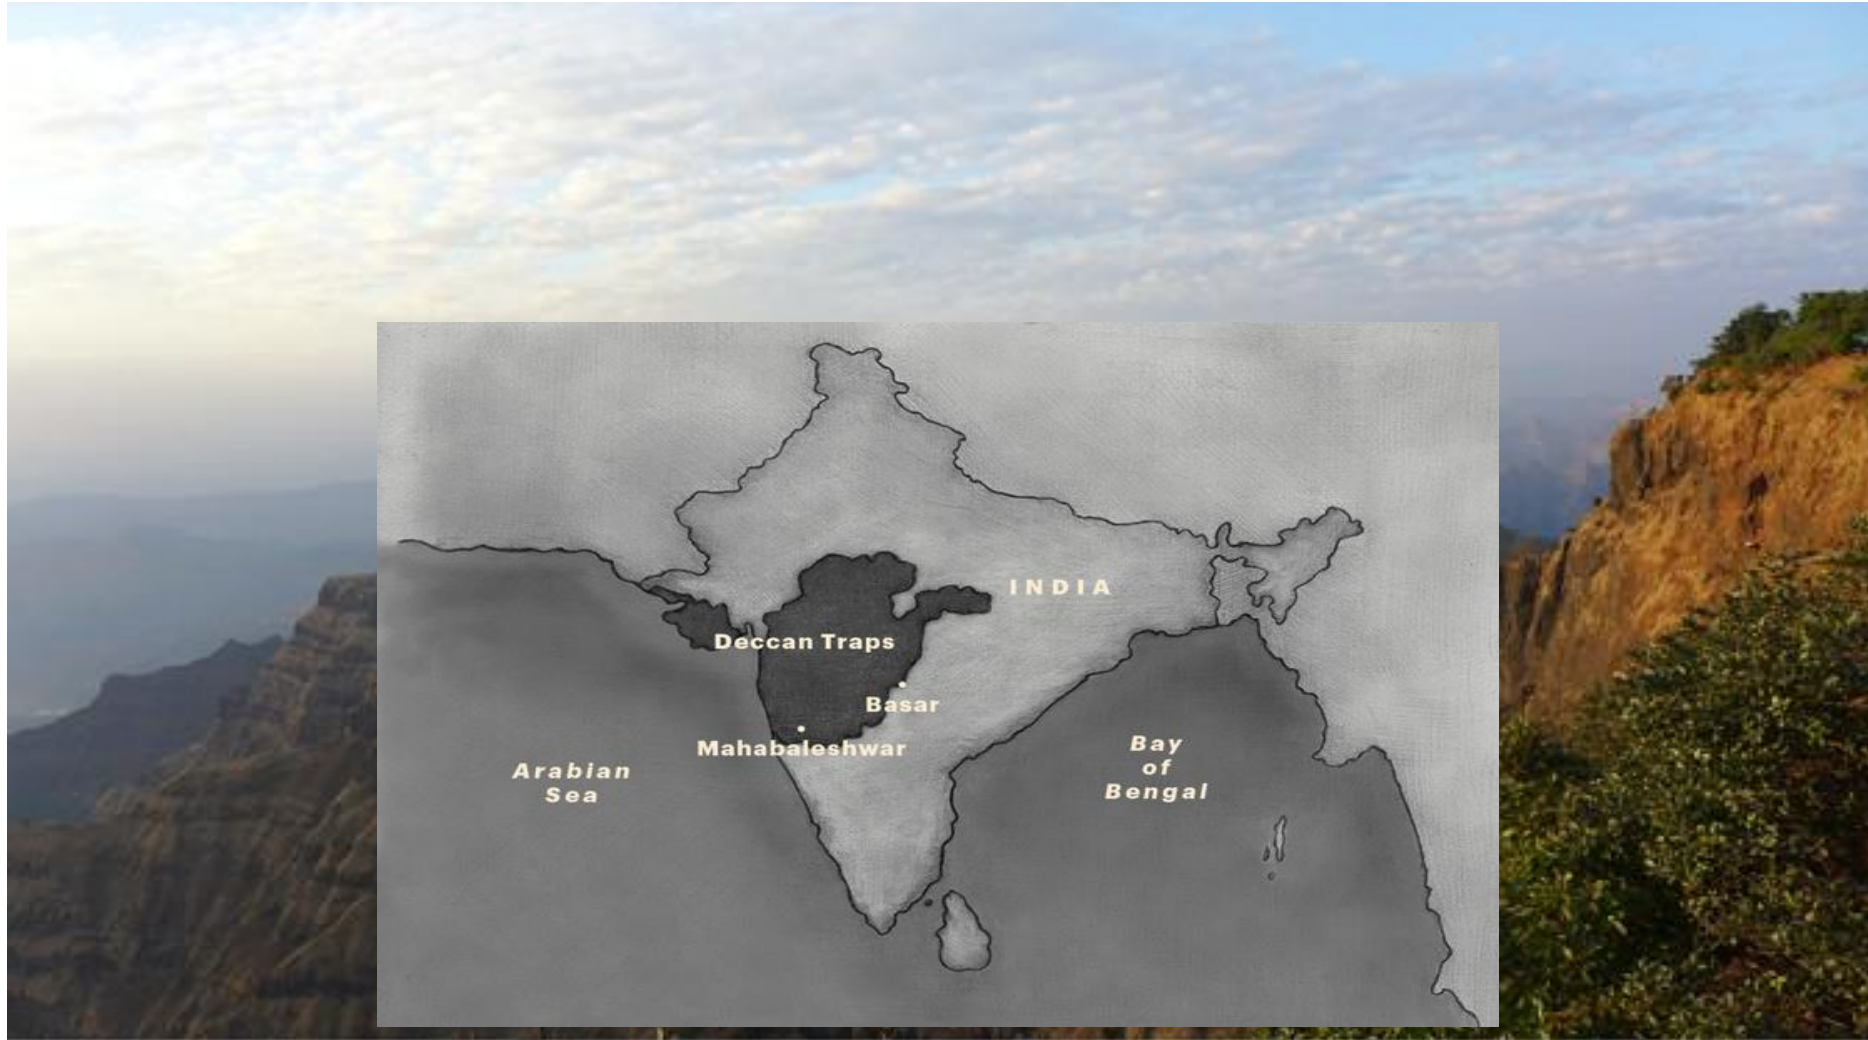 INDIA
Deccan Traps
Basar
Mahabaleshwar
Arabian
Sea
Bay
of
Bengal